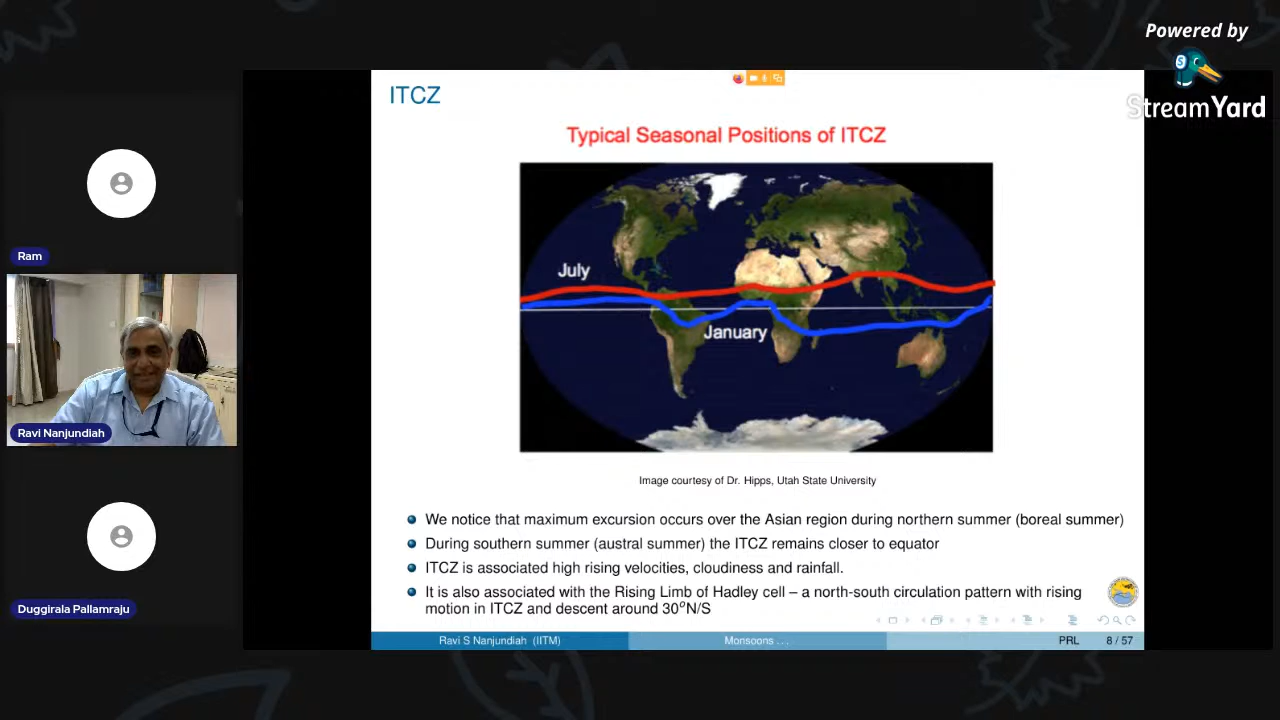 Powered by
StreamYard
Ram
Ravi Nanjundiah
Duggirala Pallamraju
ITCZ
Typical Seasonal Positions of ITCZ
July
January
Image courtesy of Dr. Hipps, Utah State University
We notice that maximum excursion occurs over the Asian region during northern summer (boreal summer)
During southern summer (austral summer) the ITCZ remains closer to equator
ITCZ is associated high rising velocities, cloudiness and rainfall.
It is also associated with the Rising Limb of Hadley cell – a north-south circulation pattern with rising
motion in ITCZ and descent around 30°N/S
Ravi S Nanjundiah (IITM) Monsoons ... PRL 8 / 57